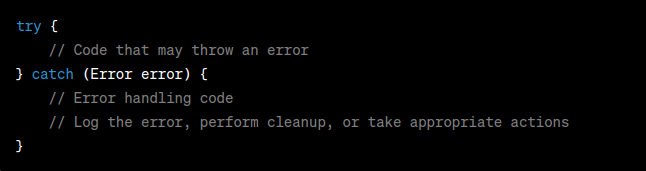 try {
    // Code that may throw an error
} catch (Error error) {
    // Error handling code
    // Log the error, perform cleanup, or take appropriate actions
}